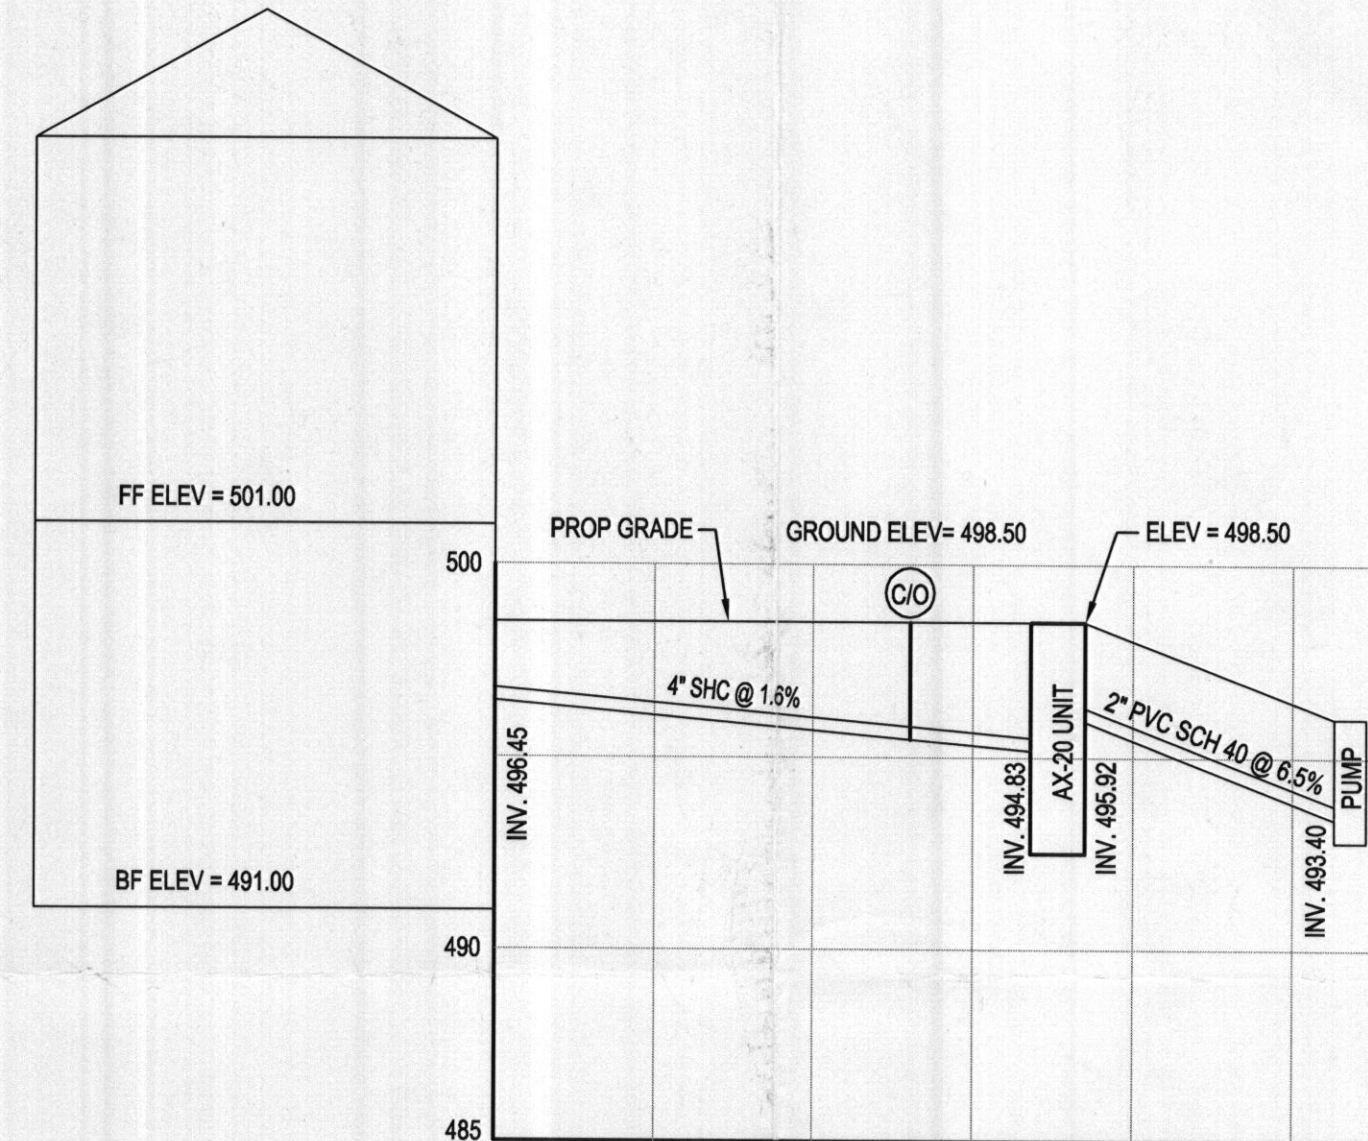 FF ELEV = 501.00
PROP GRADE
GROUND ELEV= 498.50
ELEV = 498.50
500
C/O
4" SHC @ 1.6%
2" PVC SCH 40 @ 6.5%
AX-20 UNIT
PUMP
INV. 496.45
INV. 494.83
INV. 495.92
INV. 493.40
BF ELEV = 491.00
490
485